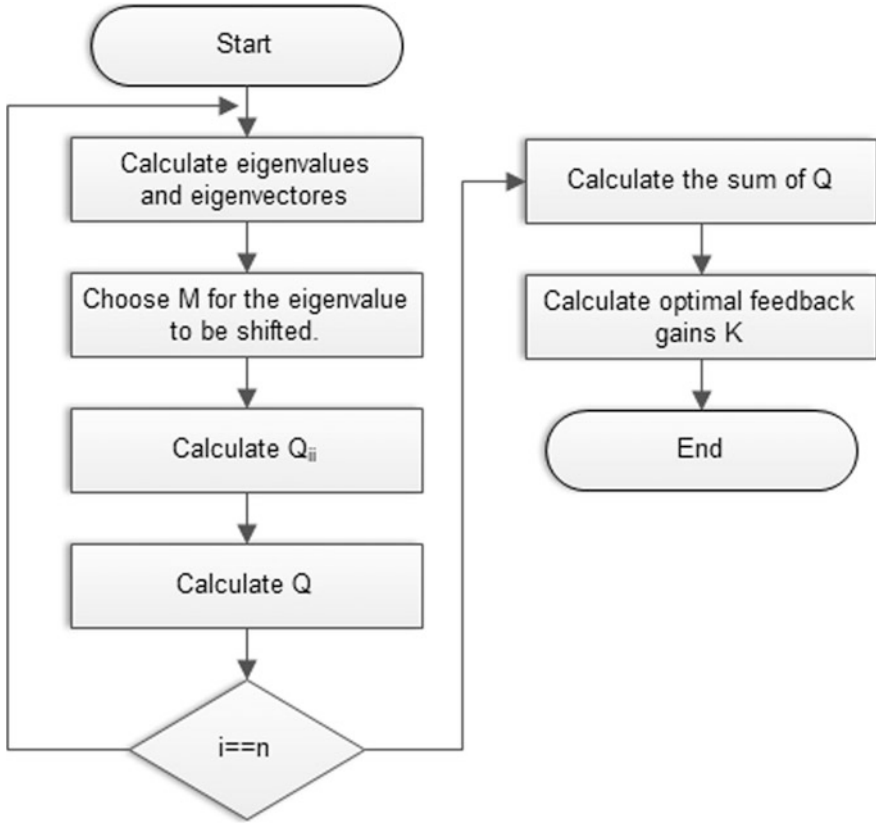 Start
Calculate eigenvalues
and eigenvectores
Choose M for the eigenvalue
to be shifted.
Calculate Qᵢᵢ
Calculate Q
i==n
Calculate the sum of Q
Calculate optimal feedback
gains K
End